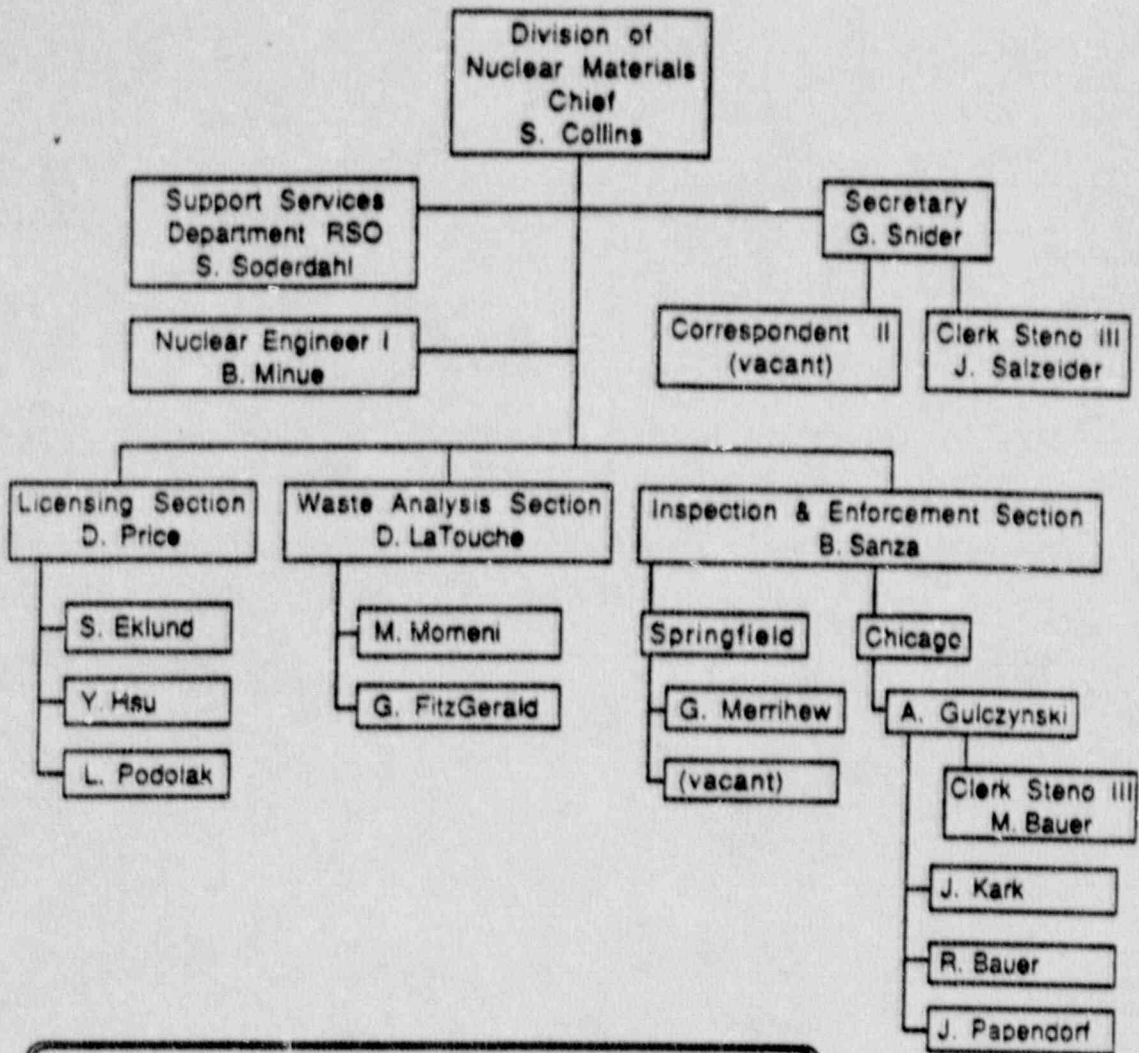 Division of
Nuclear Materials
Chief
S. Collins
Support Services
Department RSO
S. Soderdahl
Secretary
G. Snider
Nuclear Engineer I
B. Minue
Correspondent II
(vacant)
Clerk Steno III
J. Salzeider
Licensing Section
D. Price
Waste Analysis Section
D. LaTouche
Inspection & Enforcement Section
B. Sanza
S. Eklund
Y. Hsu
L. Podolak
M. Momeni
G. FitzGerald
Springfield
G. Merrihew
(vacant)
Chicago
A. Gulczynski
Clerk Steno III
M. Bauer
J. Kark
R. Bauer
J. Papendorf